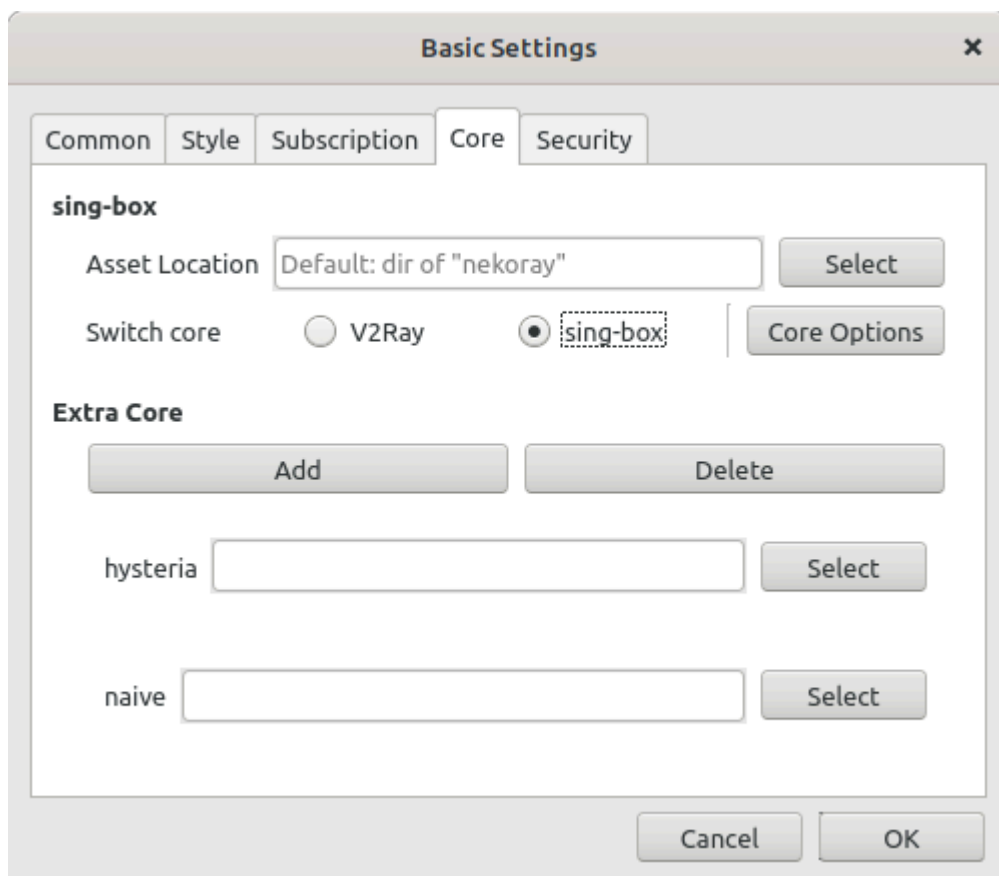 Basic Settings
Common Style Subscription Core Security
sing-box
Asset Location Default: dir of "nekoray" Select
Switch core V2Ray sing-box Core Options
Extra Core
Add Delete
hysteria Select
naive Select
Cancel OK